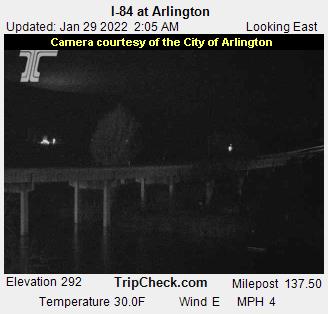 I-84 at Arlington
Updated: Jan 29 2022 2:05 AM Looking East
Camera courtesy of the City of Arlington
Elevation 292 TripCheck.com Milepost 137.50
Temperature 30.0F Wind E MPH 4